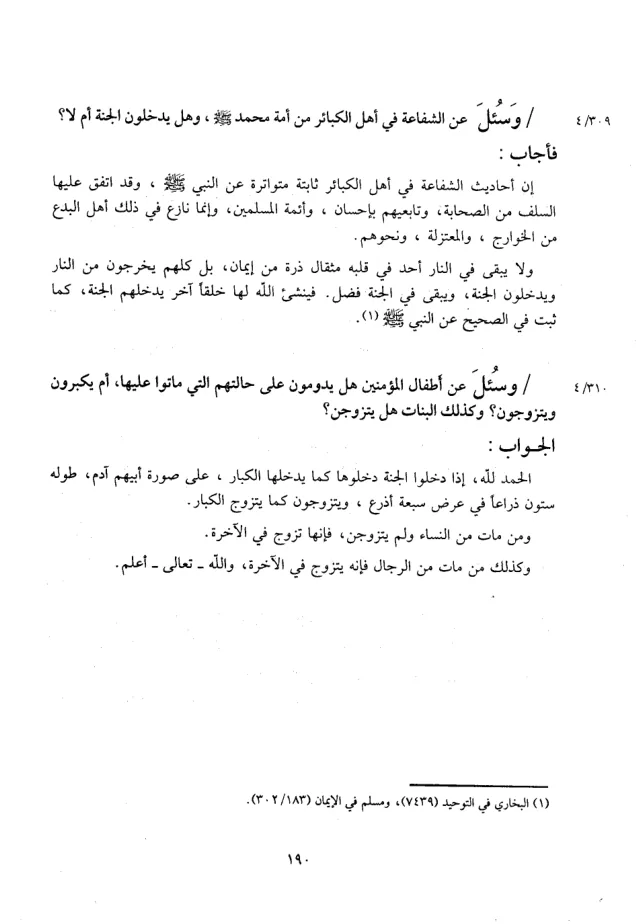 ٤/٣٠٩ / وَسُئلَ عن الشفاعة في أهل الكبائر من أمة محمد ﷺ ، وهل يدخلون الجنة أم لا؟
فأجاب :
إن أحاديث الشفاعة في أهل الكبائر ثابتة متواترة عن النبي ﷺ ، وقد اتفق عليها
السلف من الصحابة، وتابعيهم بإحسان ، وأئمة المسلمين، وإنما نازع في ذلك أهل البدع
من الخوارج ، والمعتزلة ، ونحوهم.
ولا يبقى في النار أحد في قلبه مثقال ذرة من إيمان، بل كلهم يخرجون من النار
ويدخلون الجنة، ويبقى في الجنة فضل. فينشئ الله لها خلقاً آخر يدخلهم الجنة، كما
ثبت في الصحيح عن النبي ﷺ (١).
٤/٣١٠ / وسُئلَ عن أطفال المؤمنين هل يدومون على حالتهم التي ماتوا عليها، أم يكبرون
ويتزوجون؟ وكذلك البنات هل يتزوجن؟
الجـواب :
الحمد لله، إذا دخلوا الجنة دخلوها كما يدخلها الكبار ، على صورة أبيهم آدم، طوله
ستون ذراعاً في عرض سبعة أذرع ، ويتزوجون كما يتزوج الكبار.
ومن مات من النساء ولم يتزوجن، فإنها تزوج في الآخرة.
وكذلك من مات من الرجال فإنه يتزوج في الآخرة، والله ـ تعالى ـ أعلم.
(١) البخاري في التوحيد (٧٤٣٩)، ومسلم في الإيمان (٣٠٢/١٨٣).
١٩٠